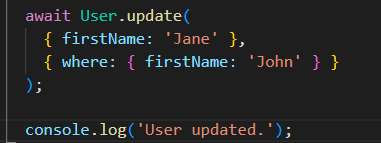 await User.update(
  { firstName: 'Jane' },
  { where: { firstName: 'John' } }
);
console.log('User updated.');